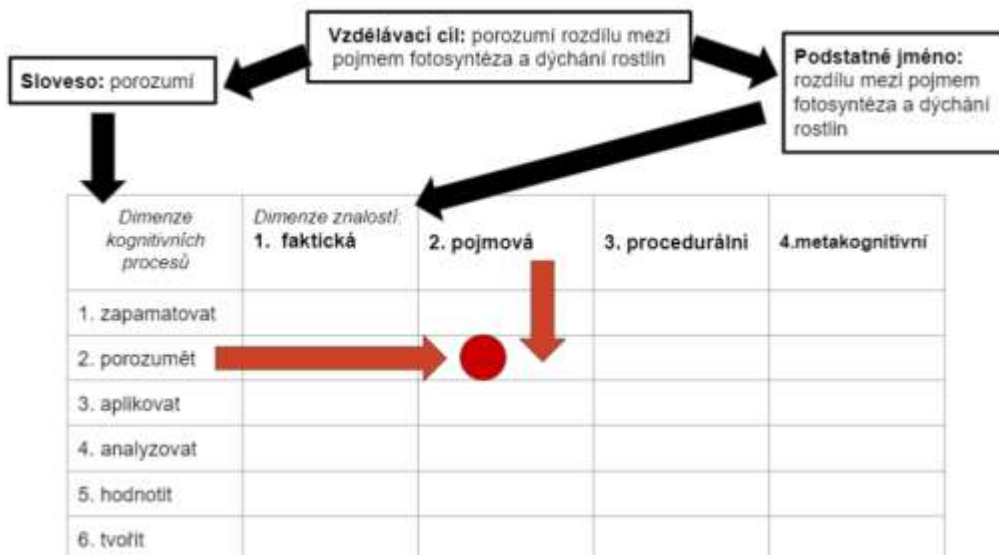 Vzdělávací cíl: porozumí rozdílu mezi
pojmem fotosyntéza a dýchání rostlin
Sloveso: porozumí
Podstatné jméno:
rozdílu mezi pojmem
fotosyntéza a dýchání
rostlin
Dimenze
kognitivních
procesů
Dimenze znalostí:
1. faktická
2. pojmová
3. procedurální
4.metakognitivní
1. zapamatovat
2. porozumět
3. aplikovat
4. analyzovat
5. hodnotit
6. tvořit